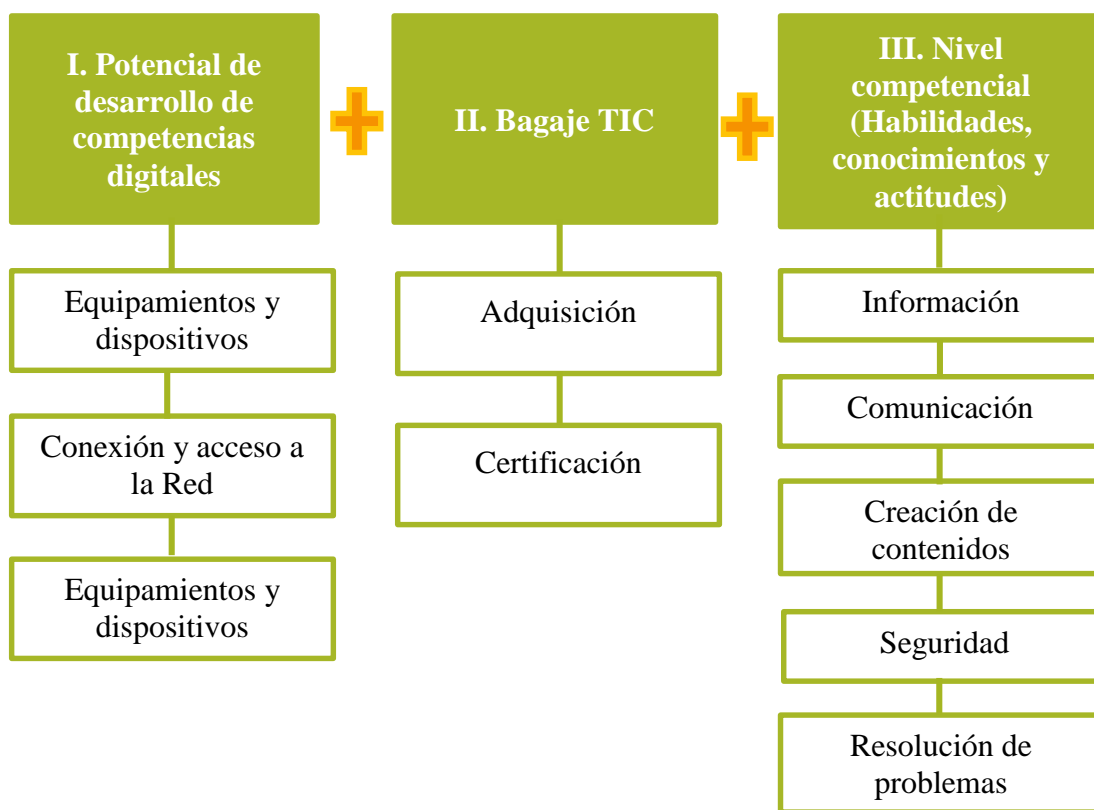 I. Potencial de
desarrollo de
competencias
digitales
Equipamientos y
dispositivos
Conexión y acceso a
la Red
Equipamientos y
dispositivos
II. Bagaje TIC
Adquisición
Certificación
III. Nivel
competencial
(Habilidades,
conocimientos y
actitudes)
Información
Comunicación
Creación de
contenidos
Seguridad
Resolución de
problemas